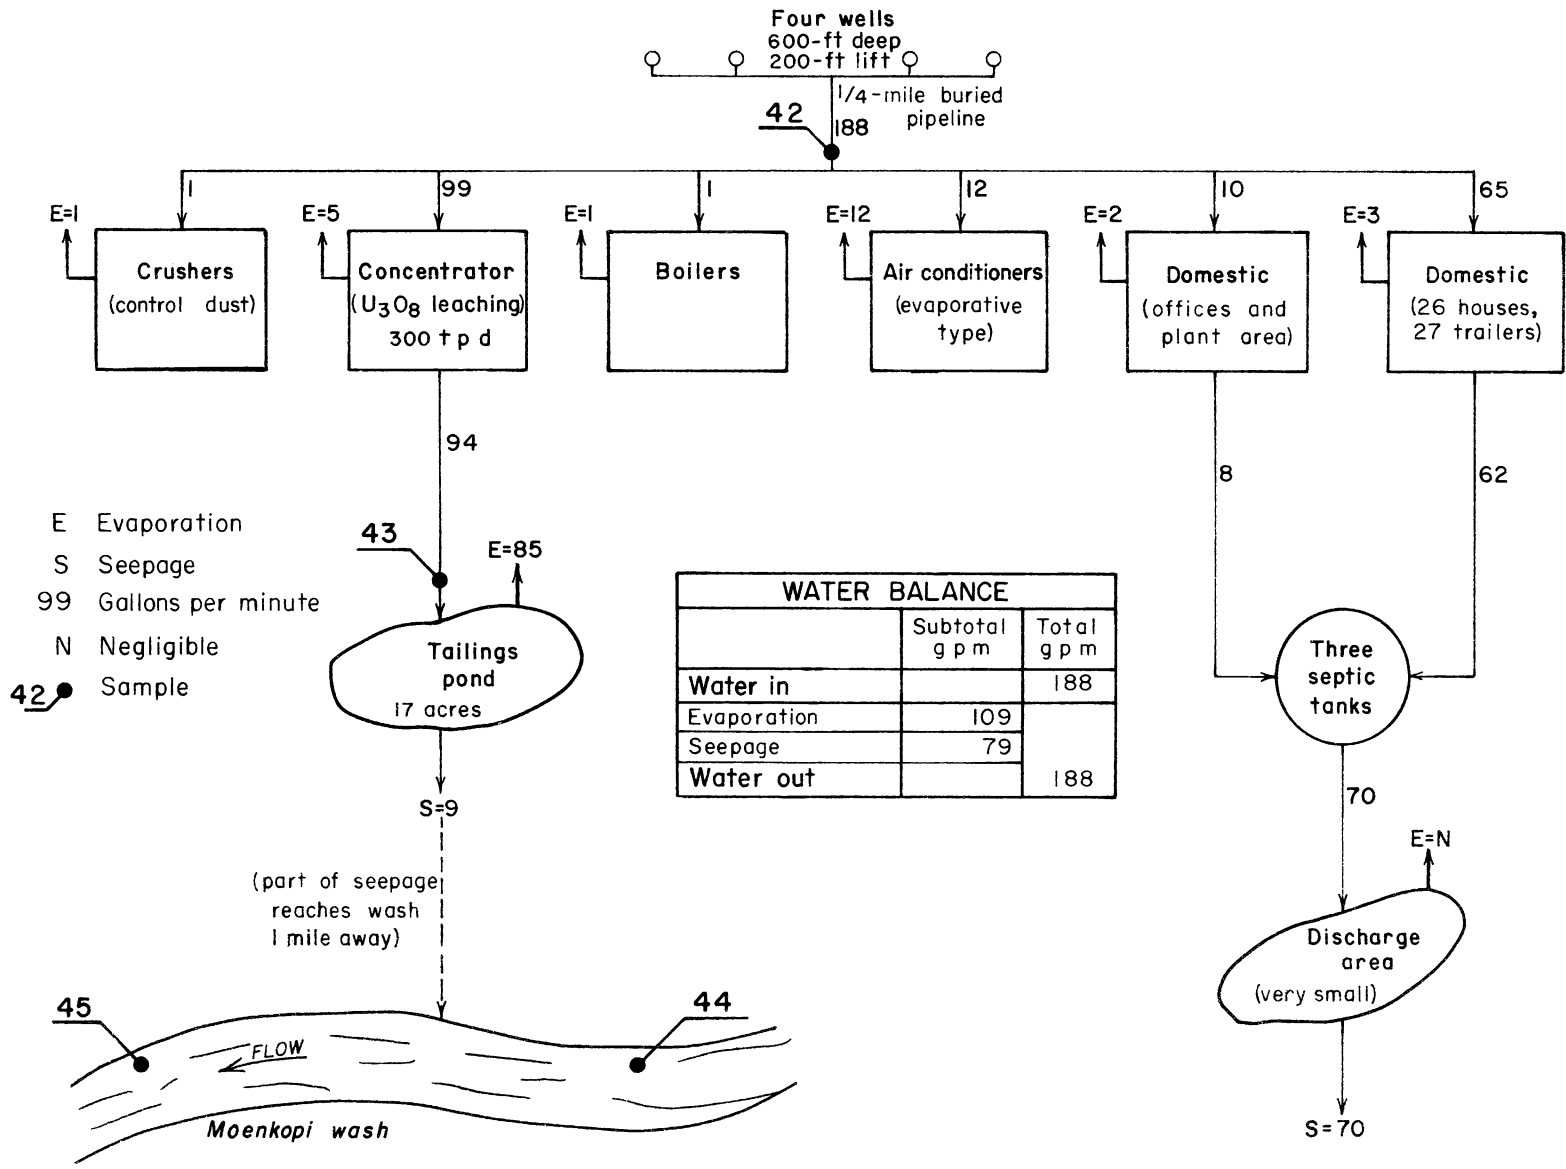 Four wells
600-ft deep
200-ft lift
1/4-mile buried
pipeline
42
188
1
99
1
12
10
65
E=1
E=5
E=1
E=12
E=2
E=3
Crushers
(control dust)
Concentrator
(U3O8 leaching)
300 t p d
Boilers
Air conditioners
(evaporative
type)
Domestic
(offices and
plant area)
Domestic
(26 houses,
27 trailers)
94
8
62
E Evaporation
S Seepage
99 Gallons per minute
N Negligible
42 Sample
43
E=85
Tailings
pond
17 acres
S=9
(part of seepage
reaches wash
1 mile away)
WATER BALANCE
Subtotal
gpm
Total
gpm
Water in 188
Evaporation 109
Seepage 79
Water out 188
Three
septic
tanks
70
E=N
Discharge
area
(very small)
S=70
45
44
FLOW
Moenkopi wash